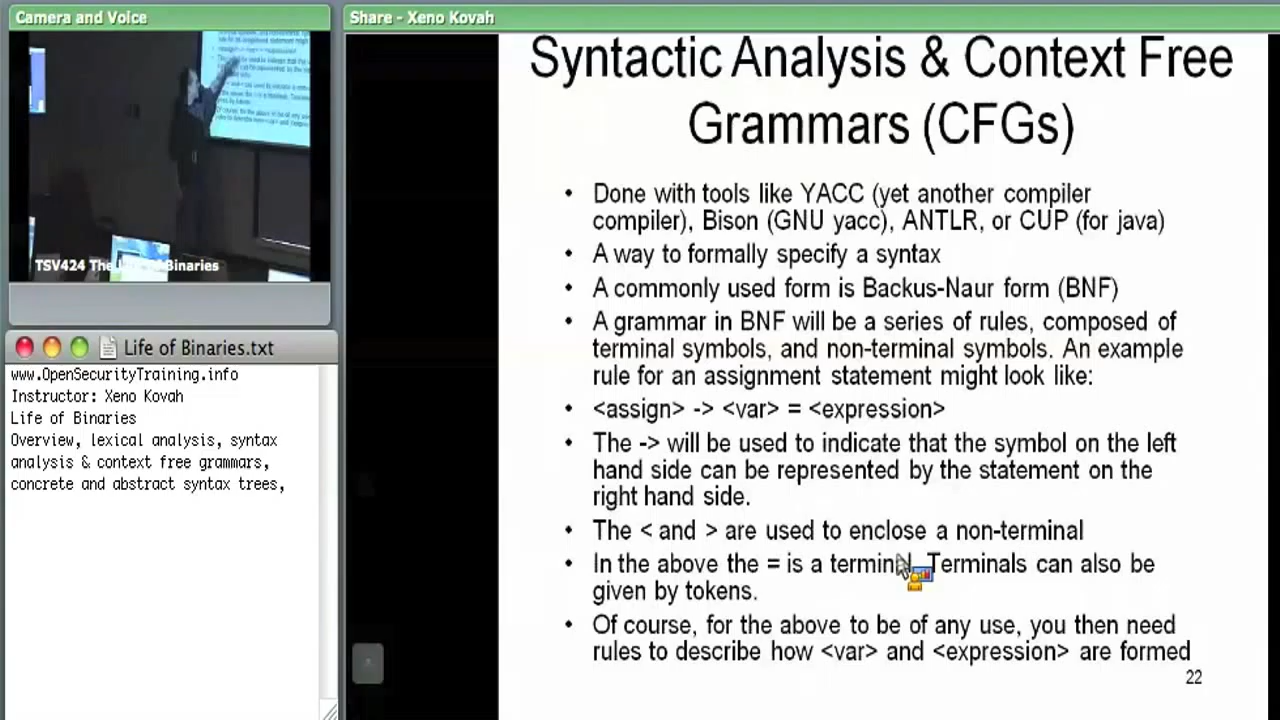 Camera and Voice
Share - Xeno Kovah
TSV424 The Binaries
Life of Binaries.txt
www.OpenSecurityTraining.info
Instructor: Xeno Kovah
Life of Binaries
Overview, lexical analysis, syntax
analysis & context free grammars,
concrete and abstract syntax trees,
Syntactic Analysis & Context Free
Grammars (CFGs)
• Done with tools like YACC (yet another compiler
compiler), Bison (GNU yacc), ANTLR, or CUP (for java)
• A way to formally specify a syntax
• A commonly used form is Backus-Naur form (BNF)
• A grammar in BNF will be a series of rules, composed of
terminal symbols, and non-terminal symbols. An example
rule for an assignment statement might look like:
• <assign> -> <var> = <expression>
• The -> will be used to indicate that the symbol on the left
hand side can be represented by the statement on the
right hand side.
• The < and > are used to enclose a non-terminal
• In the above the = is a terminal. Terminals can also be
given by tokens.
• Of course, for the above to be of any use, you then need
rules to describe how <var> and <expression> are formed
22